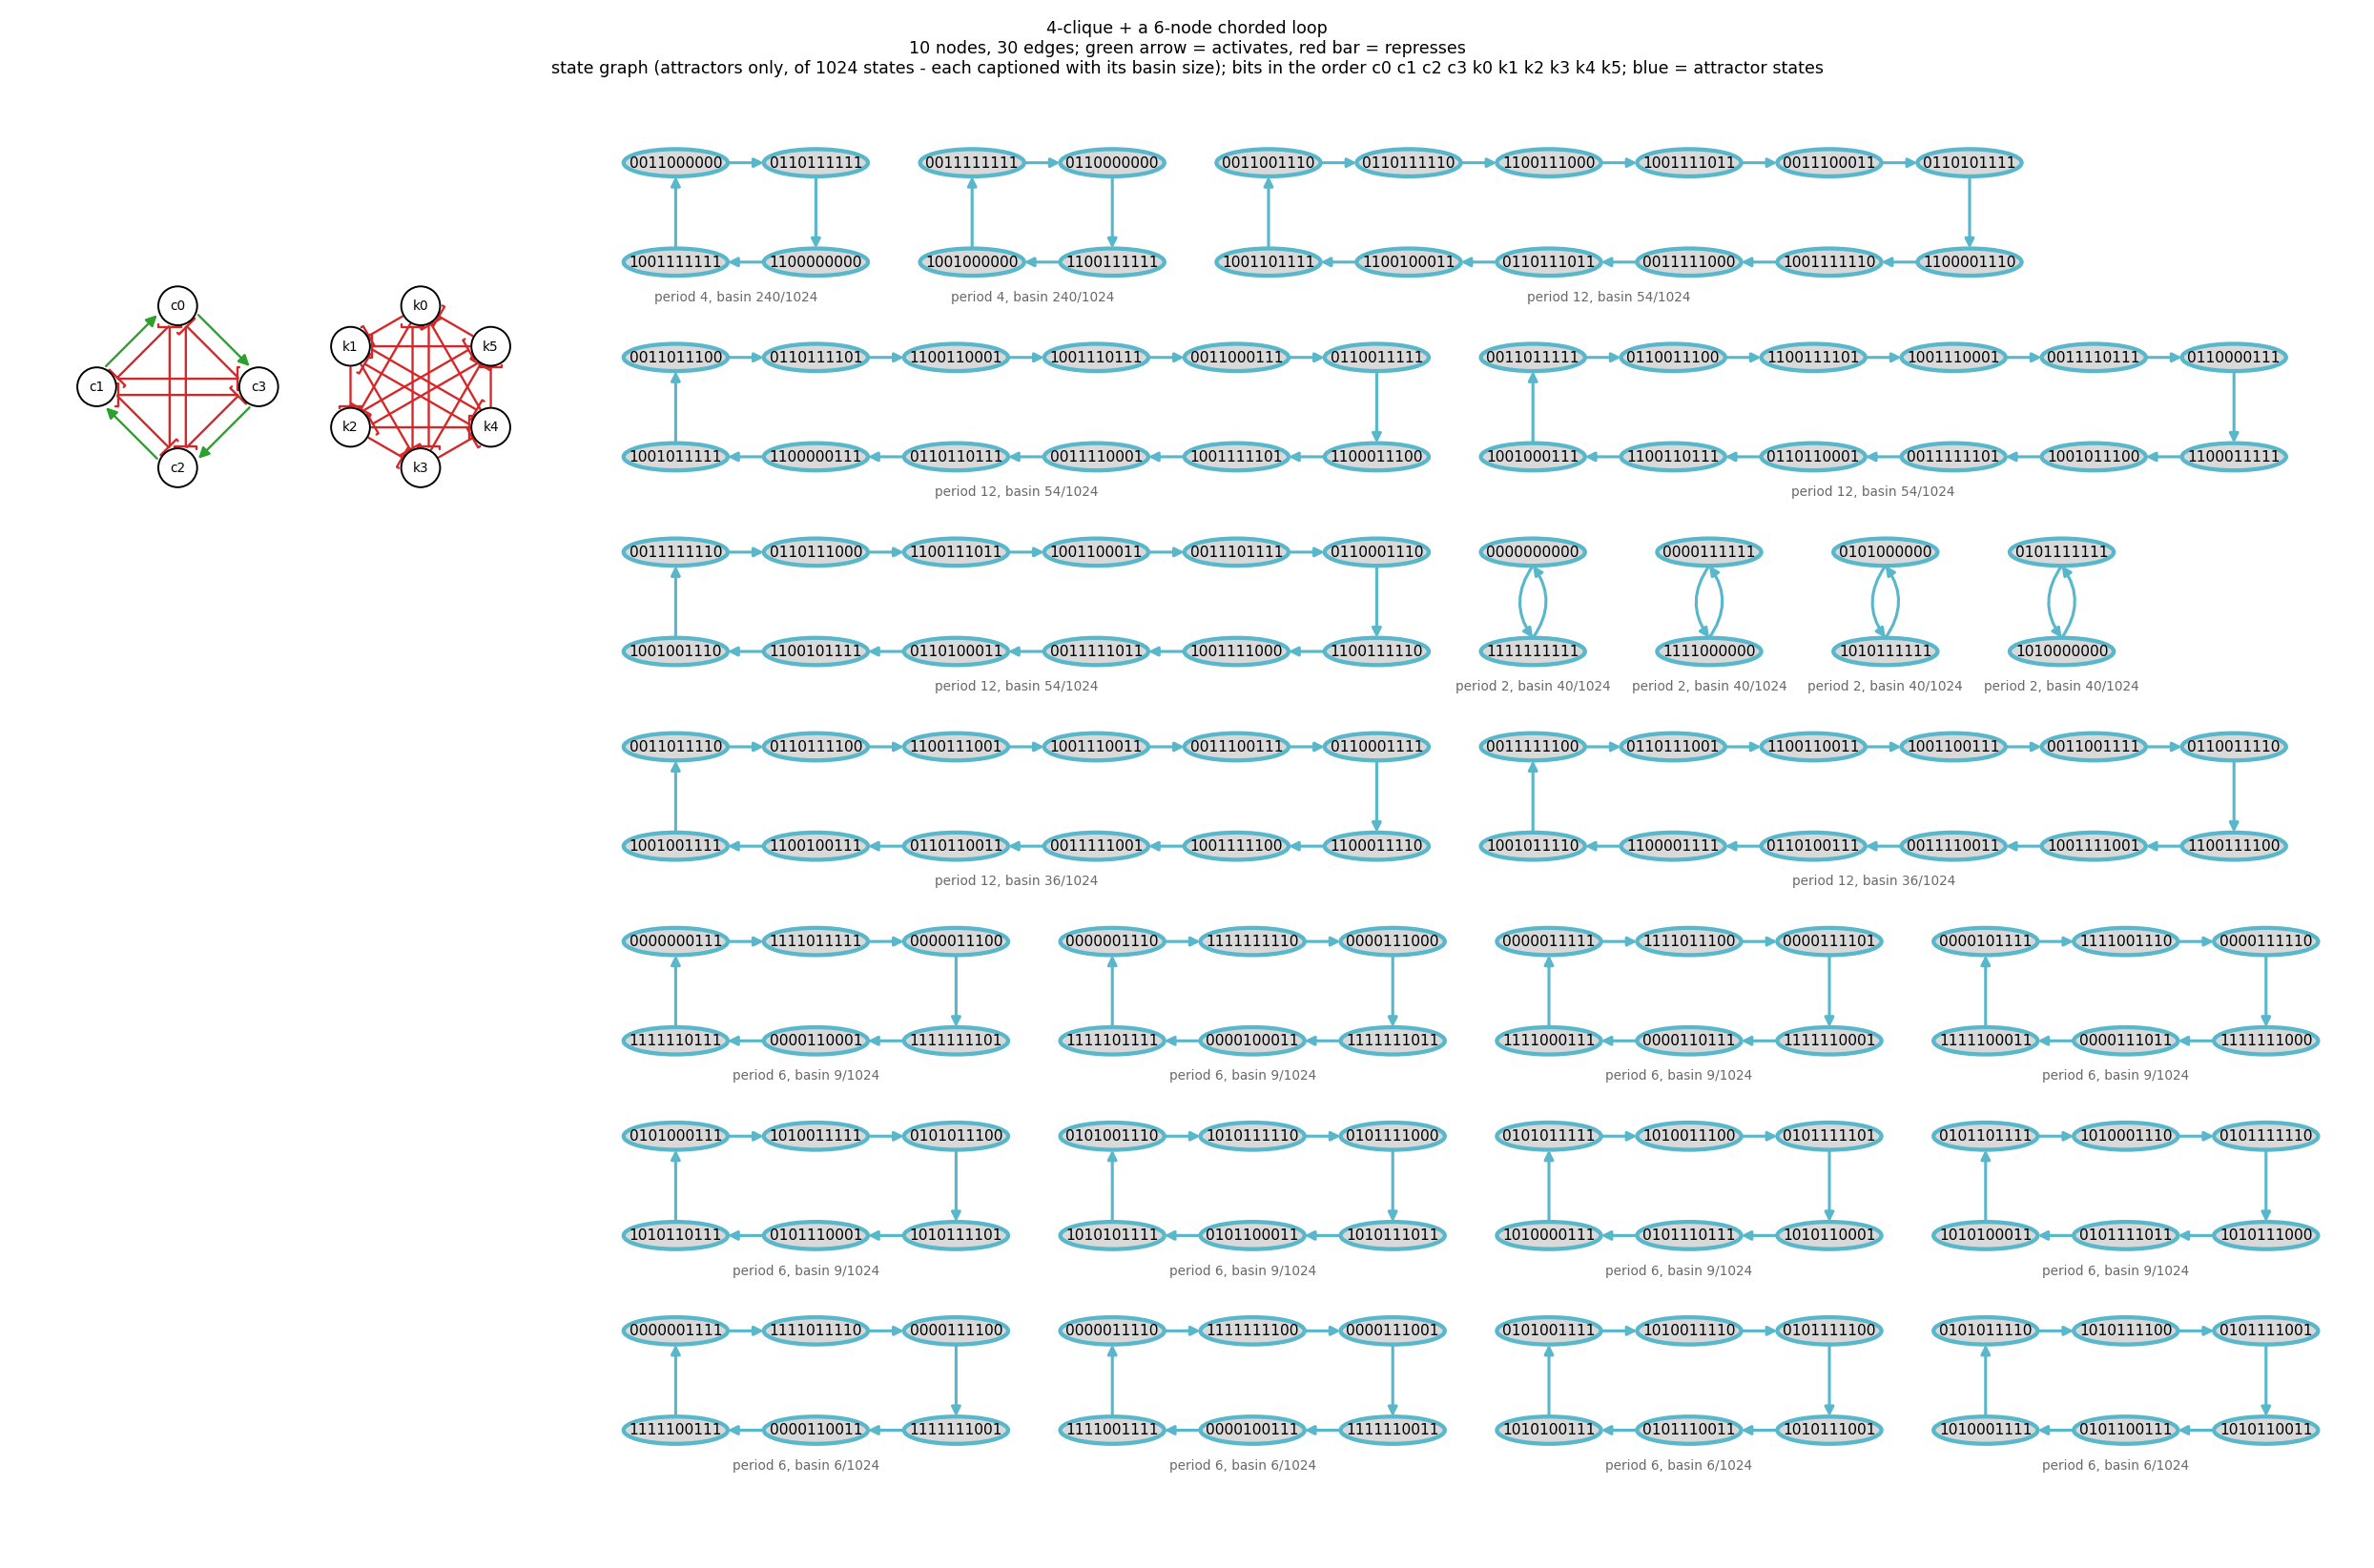 4-clique + a 6-node chorded loop
10 nodes, 30 edges; green arrow = activates, red bar = represses
state graph (attractors only, of 1024 states - each captioned with its basin size); bits in the order c0 c1 c2 c3 k0 k1 k2 k3 k4 k5; blue = attractor states
0011000000 0110111111 0011111111 0110000000 0011001110 0110111110 1100111000 1001111011 0011100011 0110101111
1001111111 1100000000 1001000000 1100111111 1001101111 1100100011 0110111011 0011111000 1001111110 1100001110
period 4, basin 240/1024 period 4, basin 240/1024 period 12, basin 54/1024
c0 k0
k1 k5
c1 c3
k2 k4
c2 k3
0011011100 0110111101 1100110001 1001110111 0011000111 0110011111 0011011111 0110011100 1100111101 1001110001 0011110111 0110000111
1001011111 1100000111 0110110111 0011110001 1001111101 1100011100 1001000111 1100110111 0110110001 0011111101 1001011100 1100011111
period 12, basin 54/1024 period 12, basin 54/1024
0011111110 0110111000 1100111011 1001100011 0011101111 0110001110 0000000000 0000111111 0101000000 0101111111
1001001110 1100101111 0110100011 0011111011 1001111000 1100111110 1111111111 1111000000 1010111111 1010000000
period 12, basin 54/1024 period 2, basin 40/1024 period 2, basin 40/1024 period 2, basin 40/1024 period 2, basin 40/1024
0011011110 0110111100 1100111001 1001110011 0011100111 0110001111 0011111100 0110111001 1100110011 1001100111 0011001111 0110011110
1001001111 1100100111 0110110011 0011111001 1001111100 1100011110 1001011110 1100001111 0110100111 0011110011 1001111001 1100111100
period 12, basin 36/1024 period 12, basin 36/1024
0000000111 1111011111 0000011100 0000001110 1111111110 0000111000 0000011111 1111011100 0000111101 0000101111 1111001110 0000111110
1111110111 0000110001 1111111101 1111101111 0000100011 1111111011 1111000111 0000110111 1111110001 1111100011 0000111011 1111111000
period 6, basin 9/1024 period 6, basin 9/1024 period 6, basin 9/1024 period 6, basin 9/1024
0101000111 1010011111 0101011100 0101001110 1010111110 0101111000 0101011111 1010011100 0101111101 0101101111 1010001110 0101111110
1010110111 0101110001 1010111101 1010101111 0101100011 1010111011 1010000111 0101110111 1010110001 1010100011 0101111011 1010111000
period 6, basin 9/1024 period 6, basin 9/1024 period 6, basin 9/1024 period 6, basin 9/1024
0000001111 1111011110 0000111100 0000011110 1111111100 0000111001 0101001111 1010011110 0101111100 0101011110 1010111100 0101111001
1111100111 0000110011 1111111001 1111001111 0000100111 1111110011 1010100111 0101110011 1010111001 1010001111 0101100111 1010110011
period 6, basin 6/1024 period 6, basin 6/1024 period 6, basin 6/1024 period 6, basin 6/1024